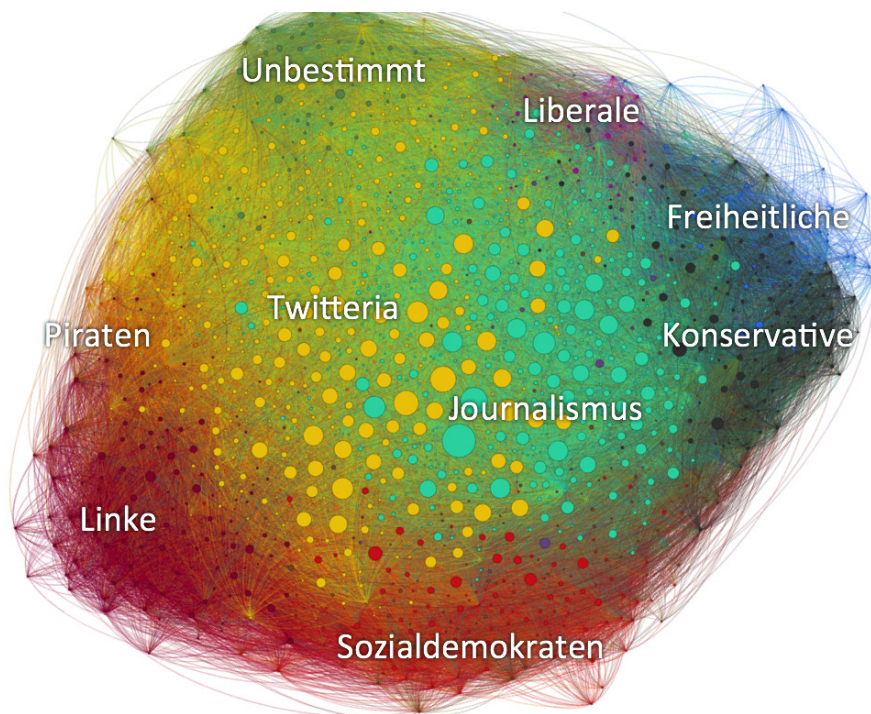 Unbestimmt
Liberale
Freiheitliche
Twitteria
Piraten
Konservative
Journalismus
Linke
Sozialdemokraten